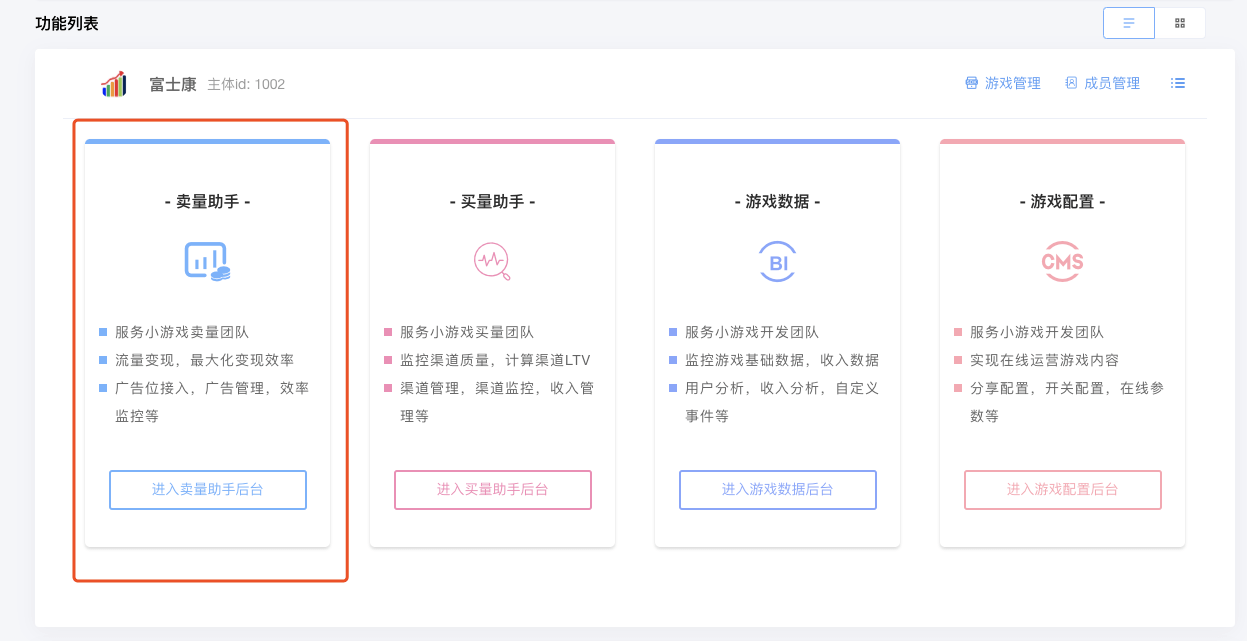 功能列表
富士康 主体id: 1002
游戏管理
成员管理
- 卖量助手 -
服务小游戏卖量团队
流量变现，最大化变现效率
广告位接入，广告管理，效率
监控等
进入卖量助手后台
- 买量助手 -
服务小游戏买量团队
监控渠道质量，计算渠道LTV
渠道管理，渠道监控，收入管
理等
进入买量助手后台
- 游戏数据 -
BI
服务小游戏开发团队
监控游戏基础数据，收入数据
用户分析，收入分析，自定义
事件等
进入游戏数据后台
- 游戏配置 -
CMS
服务小游戏开发团队
实现在线运营游戏内容
分享配置，开关配置，在线参
数等
进入游戏配置后台